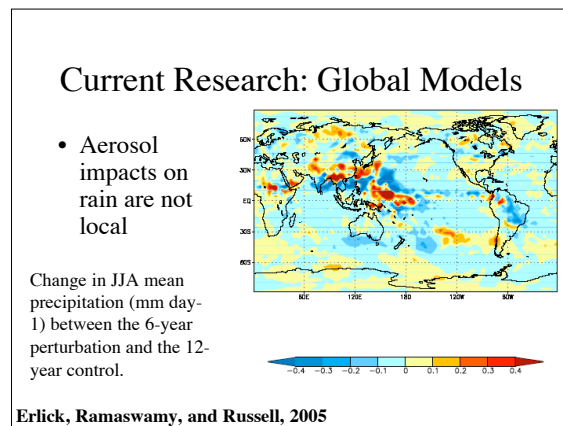 Current Research: Global Models
• Aerosol
impacts on
rain are not
local
Change in JJA mean
precipitation (mm day-
1) between the 6-year
perturbation and the 12-
year control.
60N
30N
EQ
30S
60S
60E 120E 180 120W 60W
−0.4 −0.3 −0.2 −0.1 0 0.1 0.2 0.3 0.4
Erlick, Ramaswamy, and Russell, 2005